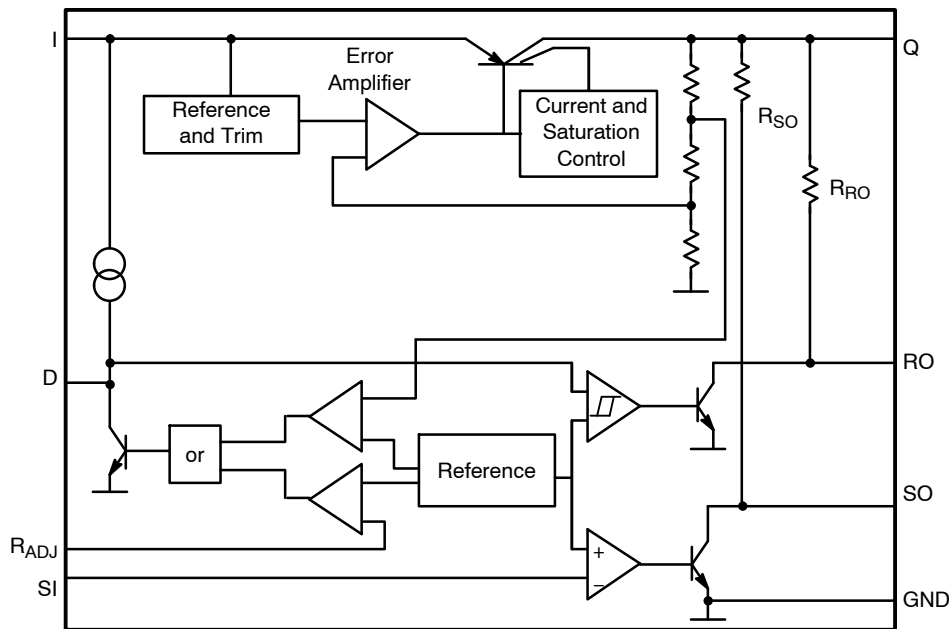 I
Q
Error
Amplifier
Reference
and Trim
Current and
Saturation
Control
RSO
RRO
D
RO
or
Reference
SO
RADJ
SI
+
−
GND